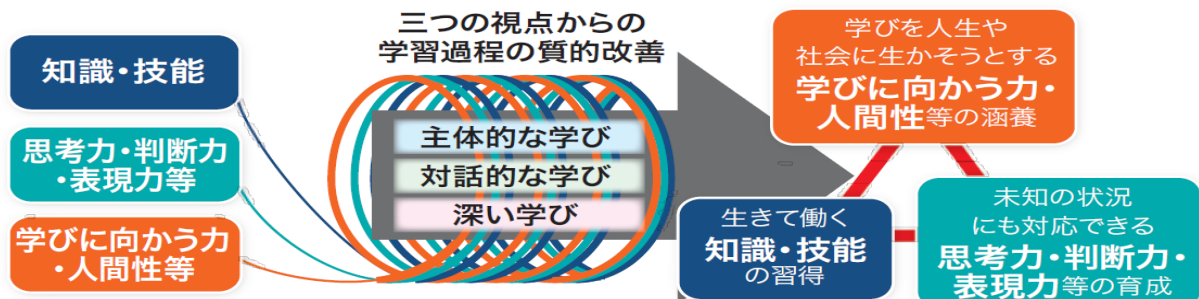 知識・技能
思考力・判断力
・表現力等
学びに向かう力
・人間性等
三つの視点からの
学習過程の質的改善
主体的な学び
対話的な学び
深い学び
学びを人生や
社会に生かそうとする
学びに向かう力・
人間性等の涵養
生きて働く
知識・技能
の習得
未知の状況
にも対応できる
思考力・判断力・
表現力等の育成